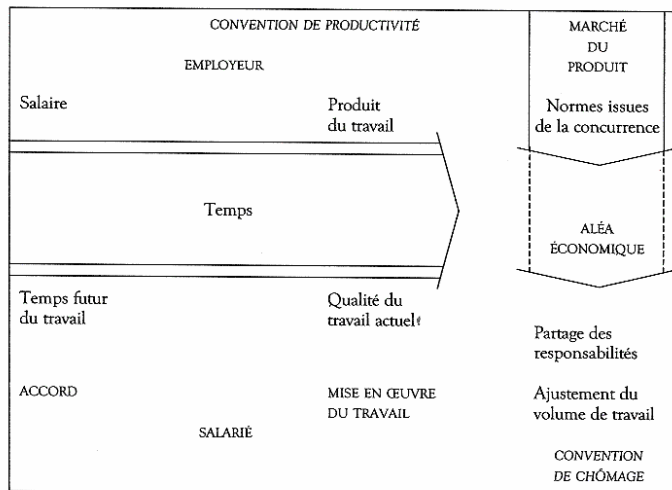 CONVENTION DE PRODUCTIVITÉ
MARCHÉ
DU
PRODUIT
EMPLOYEUR
Salaire
Produit
du travail
Normes issues
de la concurrence
Temps
ALÉA
ÉCONOMIQUE
Temps futur
du travail
Qualité du
travail actuel
Partage des
responsabilités
ACCORD
MISE EN ŒUVRE
DU TRAVAIL
Ajustement du
volume de travail
SALARIÉ
CONVENTION
DE CHÔMAGE